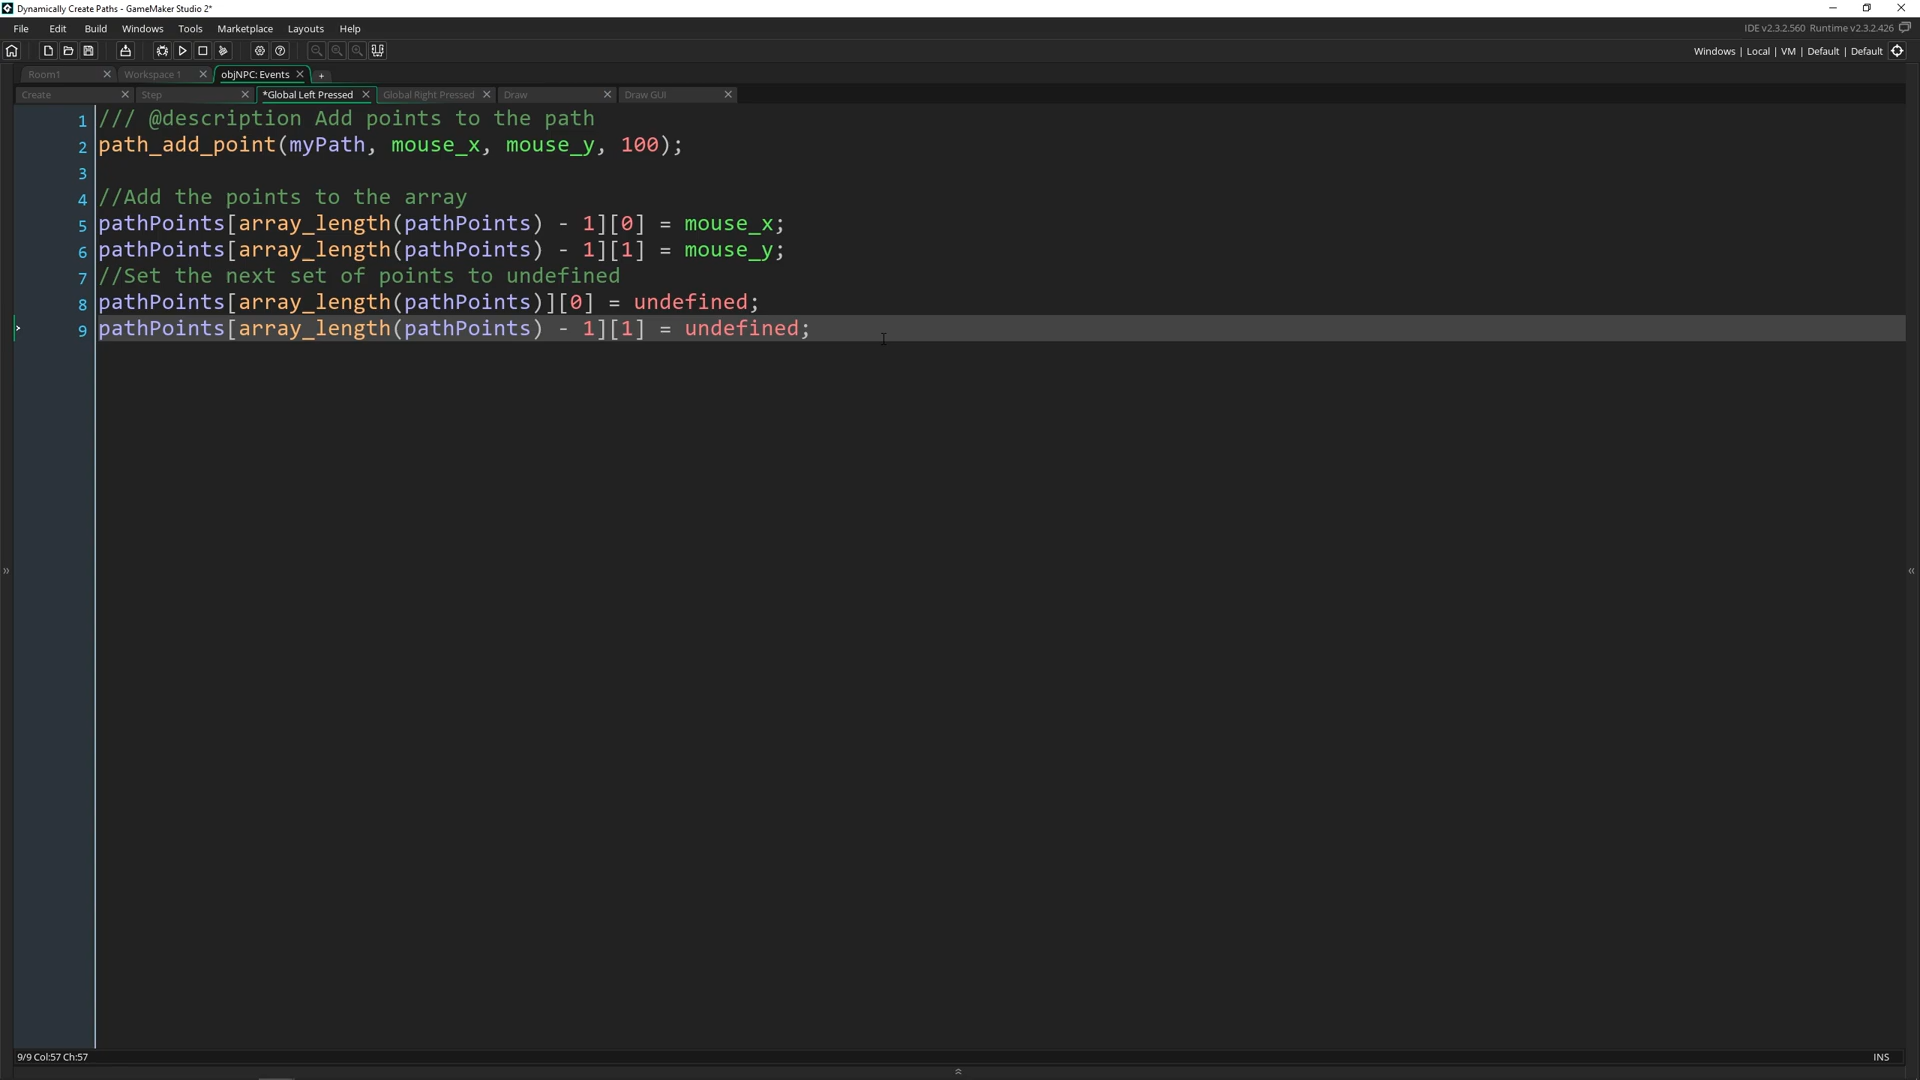 Dynamically Create Paths - GameMaker Studio 2*
File Edit Build Windows Tools Marketplace Layouts Help
IDE v2.3.2.560 Runtime v2.3.2.426
Windows | Local | VM | Default | Default
Room1 Workspace 1 objNPC: Events +
Create Step *Global Left Pressed Global Right Pressed Draw Draw GUI
1 /// @description Add points to the path
2 path_add_point(myPath, mouse_x, mouse_y, 100);
3
4 //Add the points to the array
5 pathPoints[array_length(pathPoints) - 1][0] = mouse_x;
6 pathPoints[array_length(pathPoints) - 1][1] = mouse_y;
7 //Set the next set of points to undefined
8 pathPoints[array_length(pathPoints)][0] = undefined;
9 pathPoints[array_length(pathPoints) - 1][1] = undefined;
9/9 Col:57 Ch:57
INS